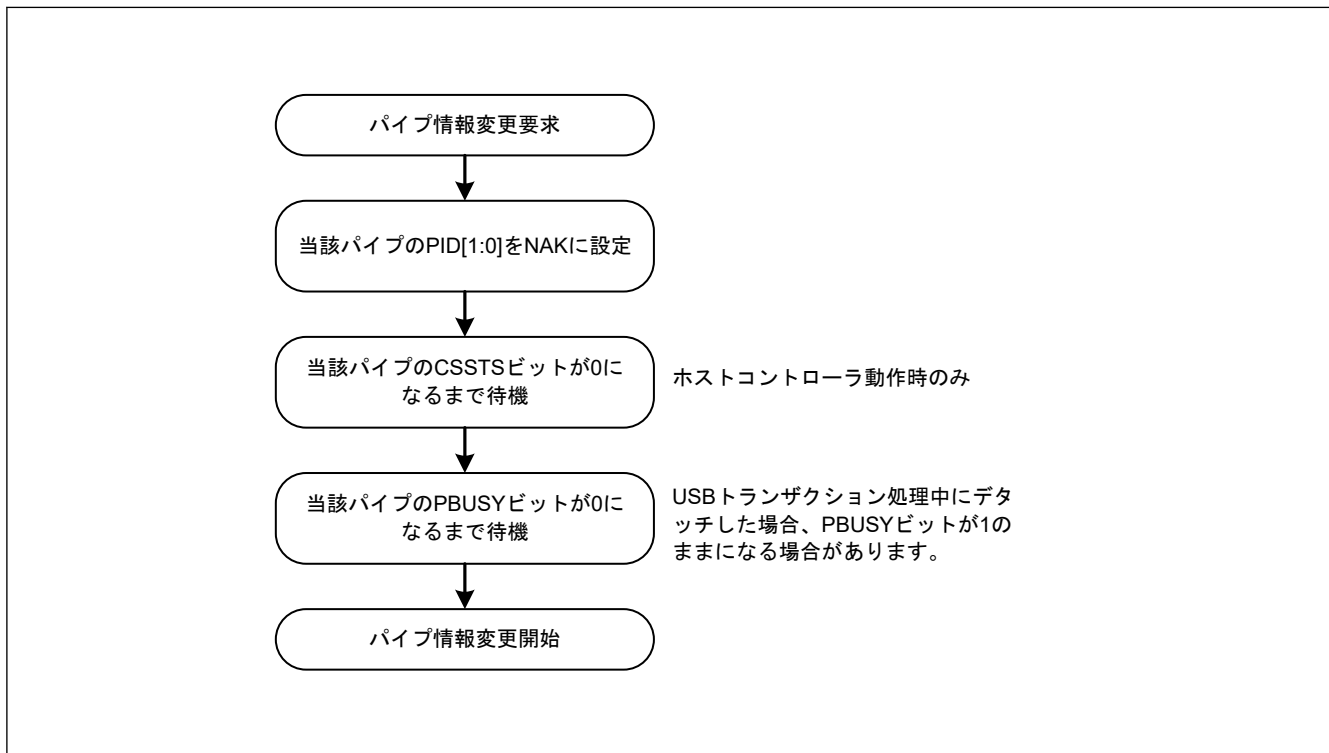 パイプ情報変更要求
当該パイプのPID[1:0]をNAKに設定
当該パイプのCSSTSビットが0に
なるまで待機
ホストコントローラ動作時のみ
当該パイプのPBUSYビットが0に
なるまで待機
USBトランザクション処理中にデタ
ッチした場合、PBUSYビットが1の
ままになる場合があります。
パイプ情報変更開始